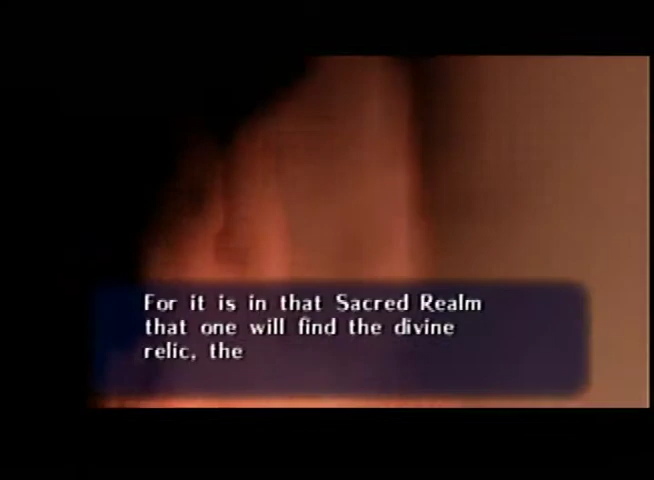 For it is in that Sacred Realm
that one will find the divine
relic, the